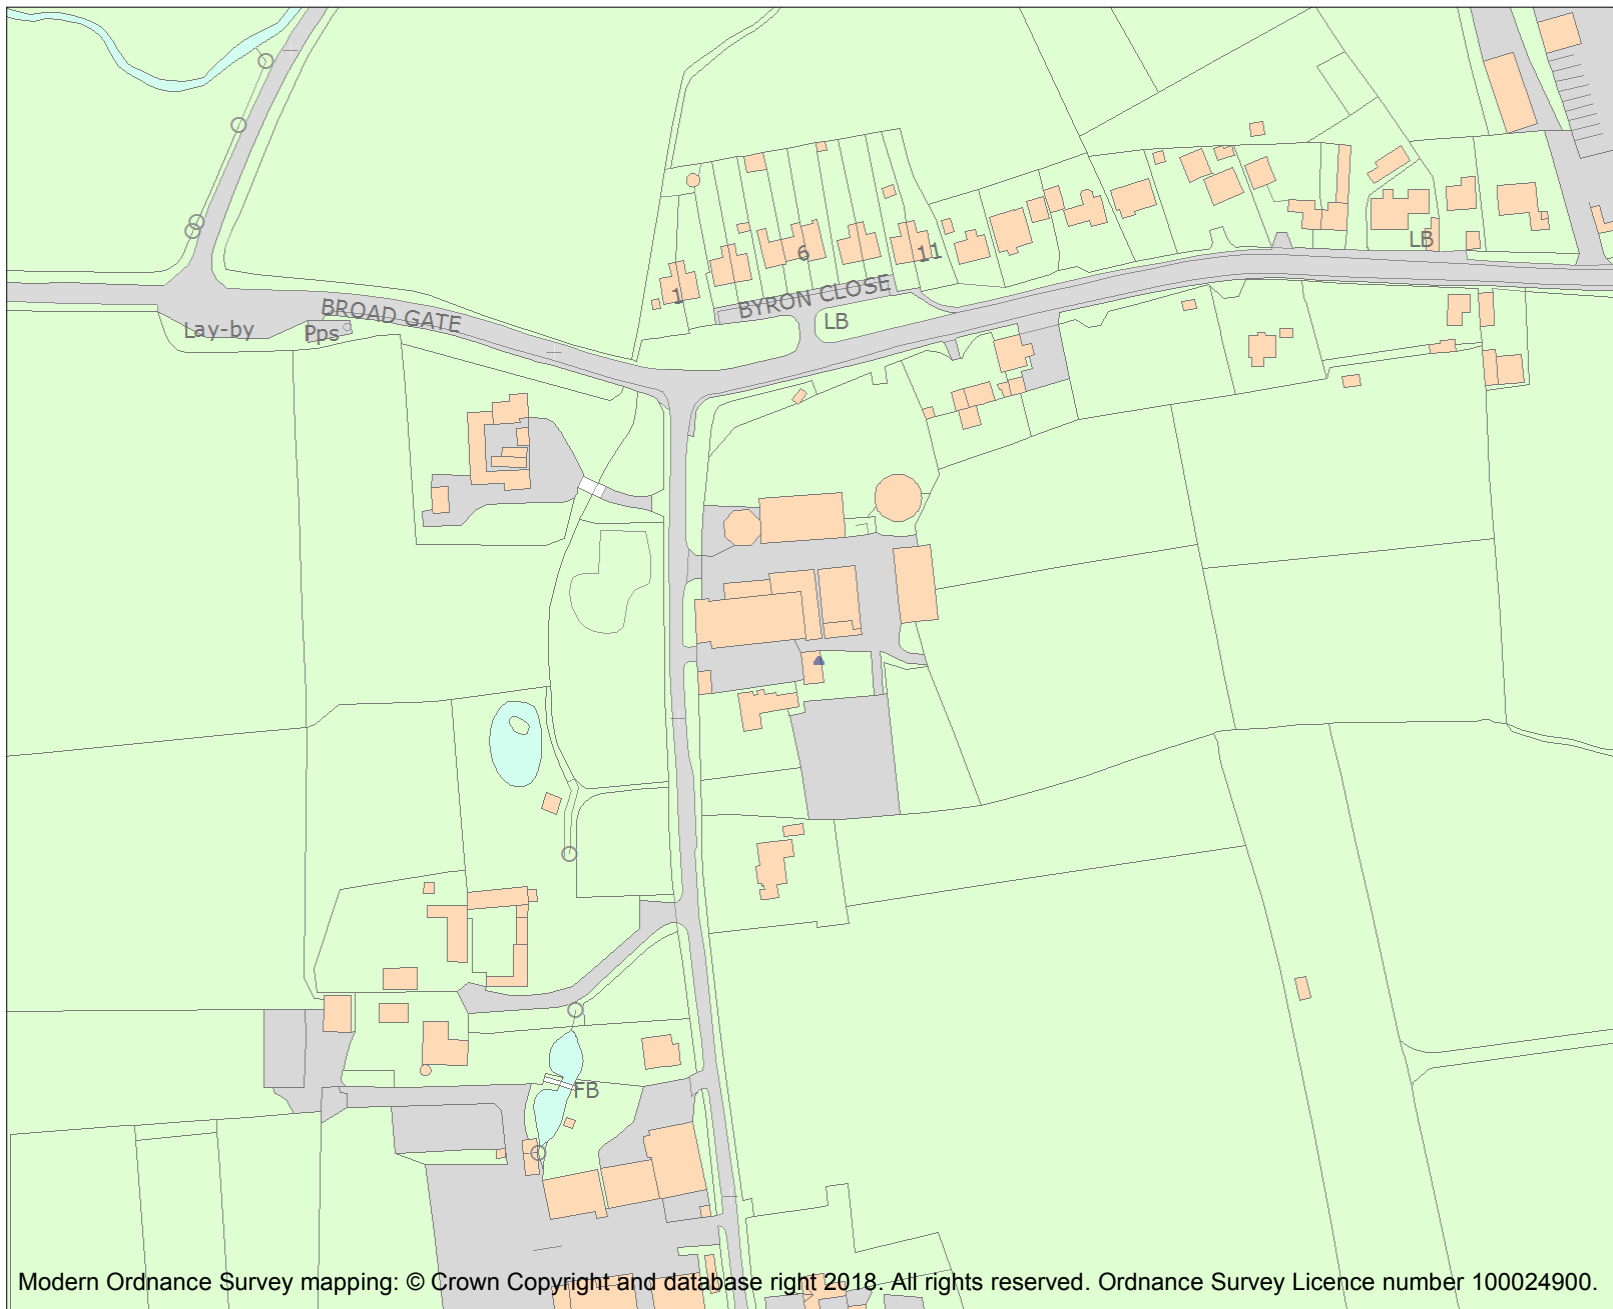 LB
6
11
1
BYRON CLOSE
BROAD GATE
LB
Lay-by
Pps
FB
Modern Ordnance Survey mapping: © Crown Copyright and database right 2018. All rights reserved. Ordnance Survey Licence number 100024900.